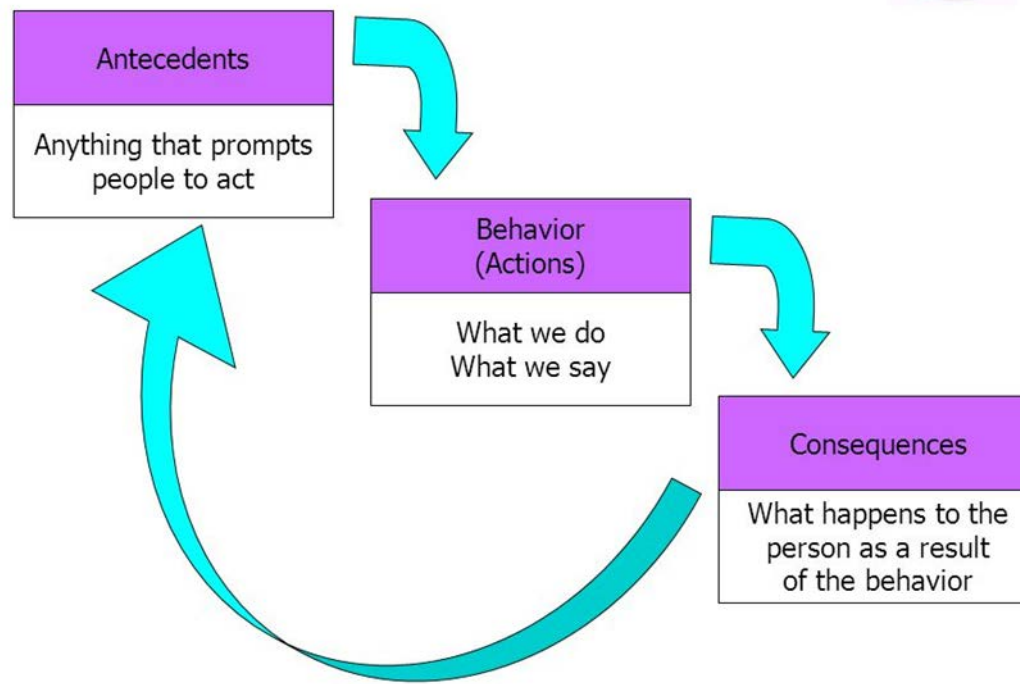 Antecedents
Anything that prompts
people to act
Behavior
(Actions)
What we do
What we say
Consequences
What happens to the
person as a result
of the behavior